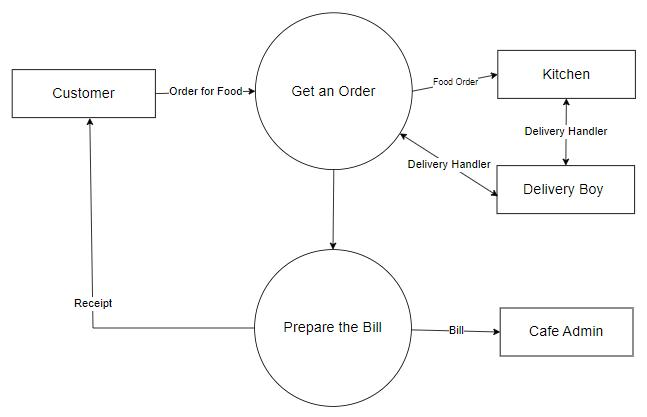 Customer
Order for Food
Get an Order
Food Order
Kitchen
Delivery Handler
Delivery Handler
Delivery Boy
Receipt
Prepare the Bill
Bill
Cafe Admin